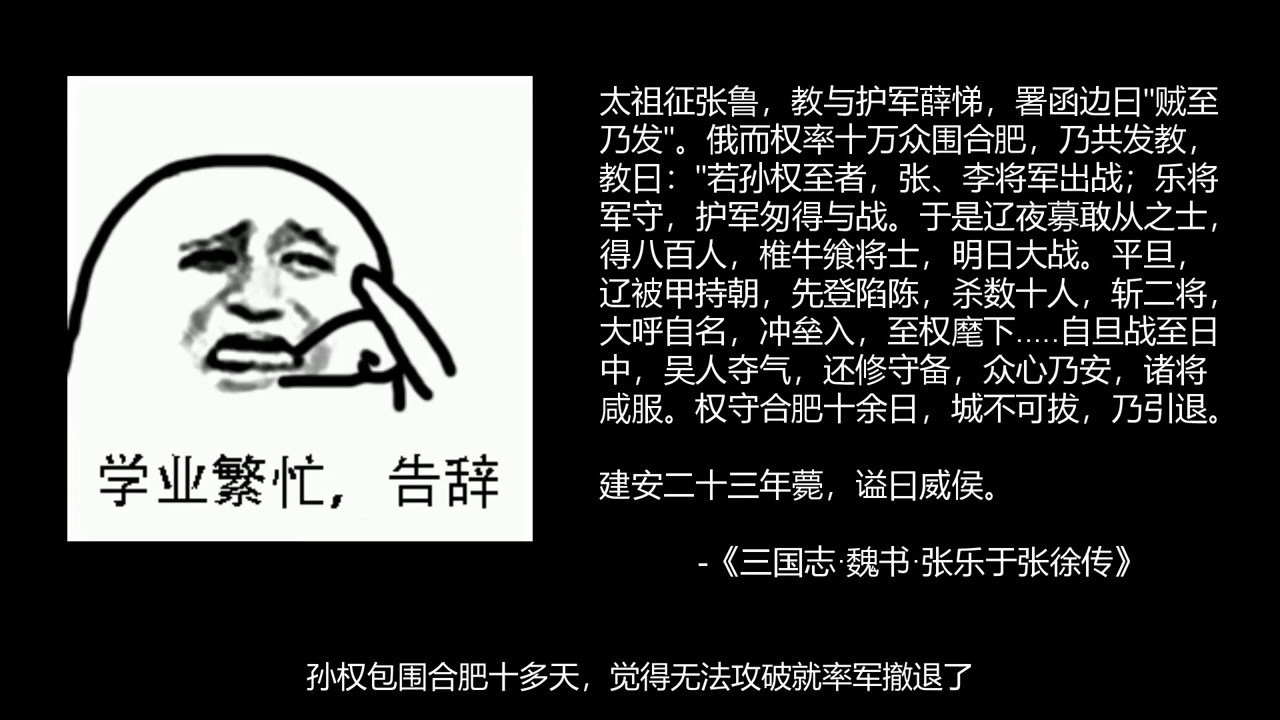 学业繁忙，告辞
太祖征张鲁，教与护军薛悌，署函边曰"贼至
乃发"。俄而权率十万众围合肥，乃共发教，
教曰："若孙权至者，张、李将军出战；乐将
军守，护军匆得与战。于是辽夜募敢从之士，
得八百人，椎牛飨将士，明日大战。平旦，
辽被甲持朝，先登陷陈，杀数十人，斩二将，
大呼自名，冲垒入，至权麾下.....自旦战至日
中，吴人夺气，还修守备，众心乃安，诸将
咸服。权守合肥十余日，城不可拔，乃引退。
建安二十三年薨，谥曰威侯。
-《三国志·魏书·张乐于张徐传》
孙权包围合肥十多天，觉得无法攻破就率军撤退了